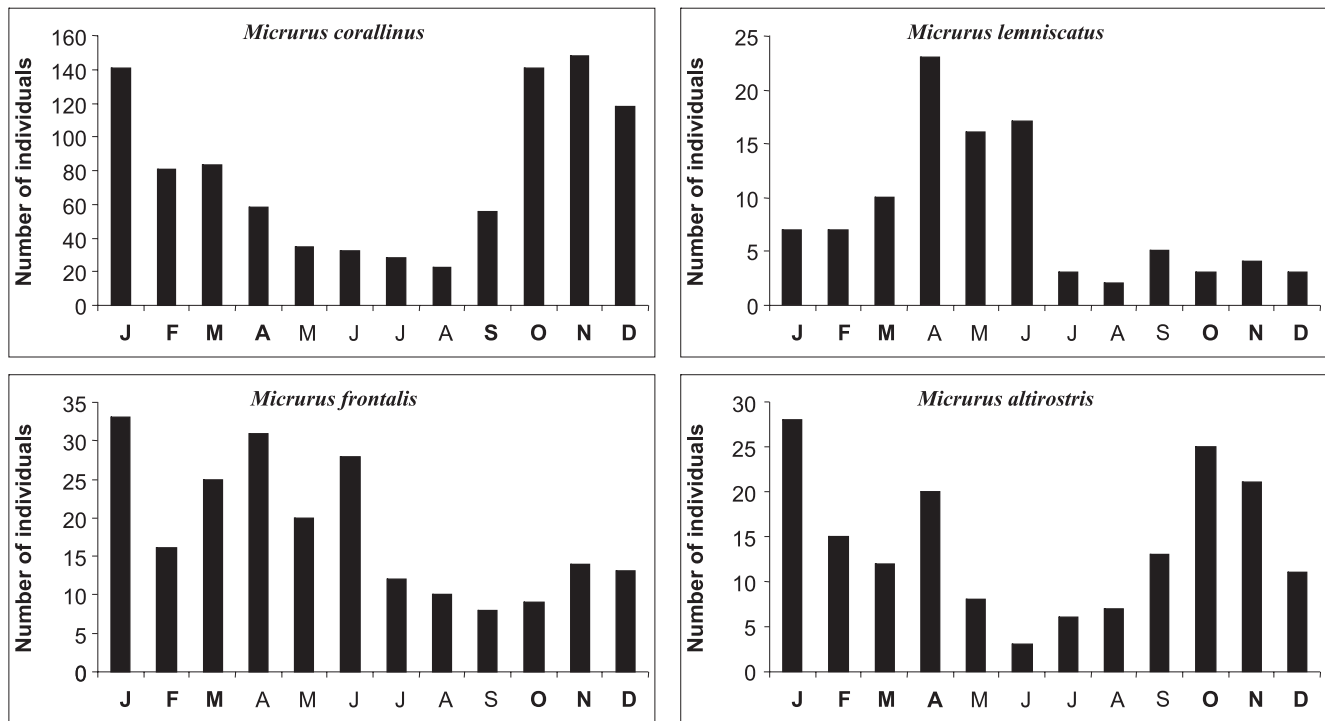 Micrurus corallinus
Number of individuals
160
140
120
100
80
60
40
20
0
J F M A M J J A S O N D
Micrurus lemniscatus
Number of individuals
25
20
15
10
5
0
J F M A M J J A S O N D
Micrurus frontalis
Number of individuals
35
30
25
20
15
10
5
0
J F M A M J J A S O N D
Micrurus altirostris
Number of individuals
30
25
20
15
10
5
0
J F M A M J J A S O N D